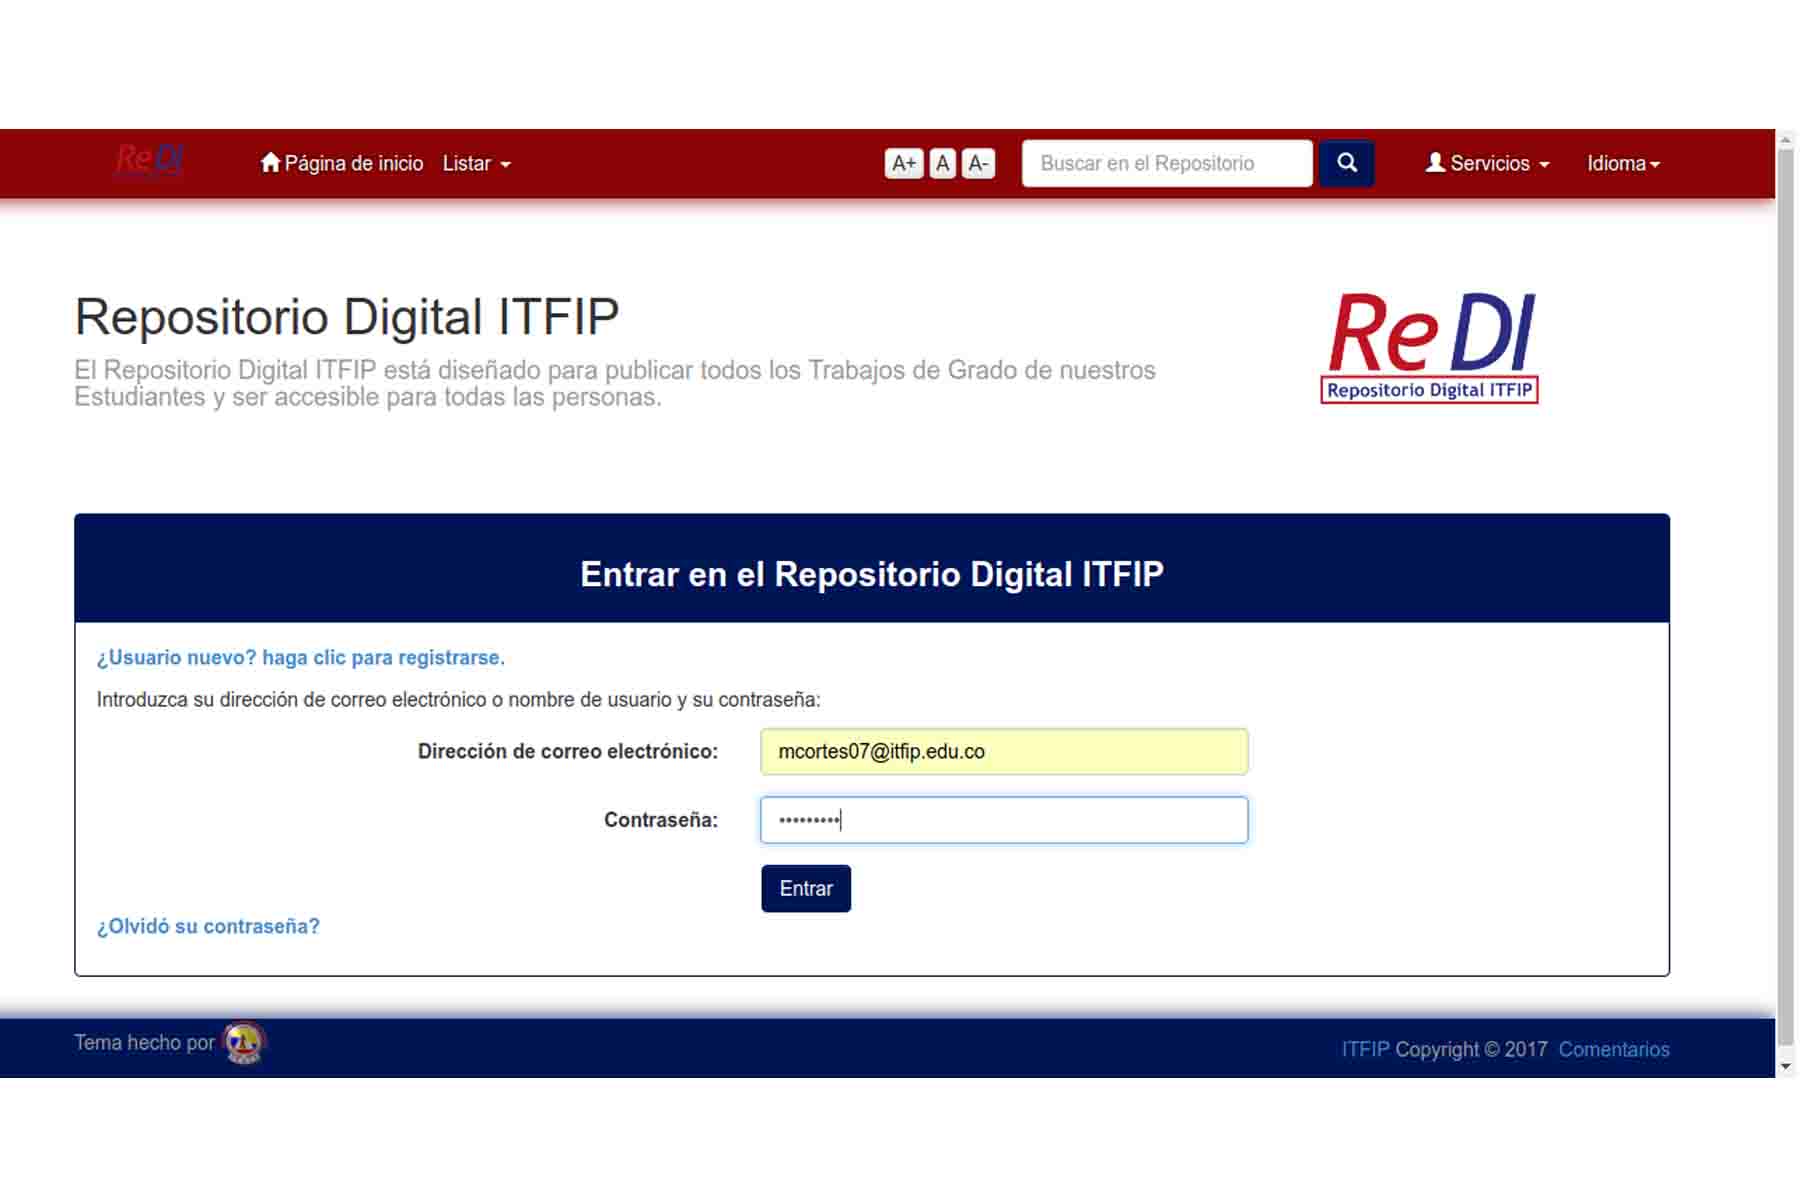 ReDI
Página de inicio Listar
A+ A A- Buscar en el Repositorio Servicios Idioma
Repositorio Digital ITFIP
El Repositorio Digital ITFIP está diseñado para publicar todos los Trabajos de Grado de nuestros
Estudiantes y ser accesible para todas las personas.
ReDI
Repositorio Digital ITFIP
Entrar en el Repositorio Digital ITFIP
¿Usuario nuevo? haga clic para registrarse.
Introduzca su dirección de correo electrónico o nombre de usuario y su contraseña:
Dirección de correo electrónico: mcortes07@itfip.edu.co
Contraseña: •••••••••
Entrar
¿Olvidó su contraseña?
Tema hecho por
ITFIP Copyright © 2017 Comentarios